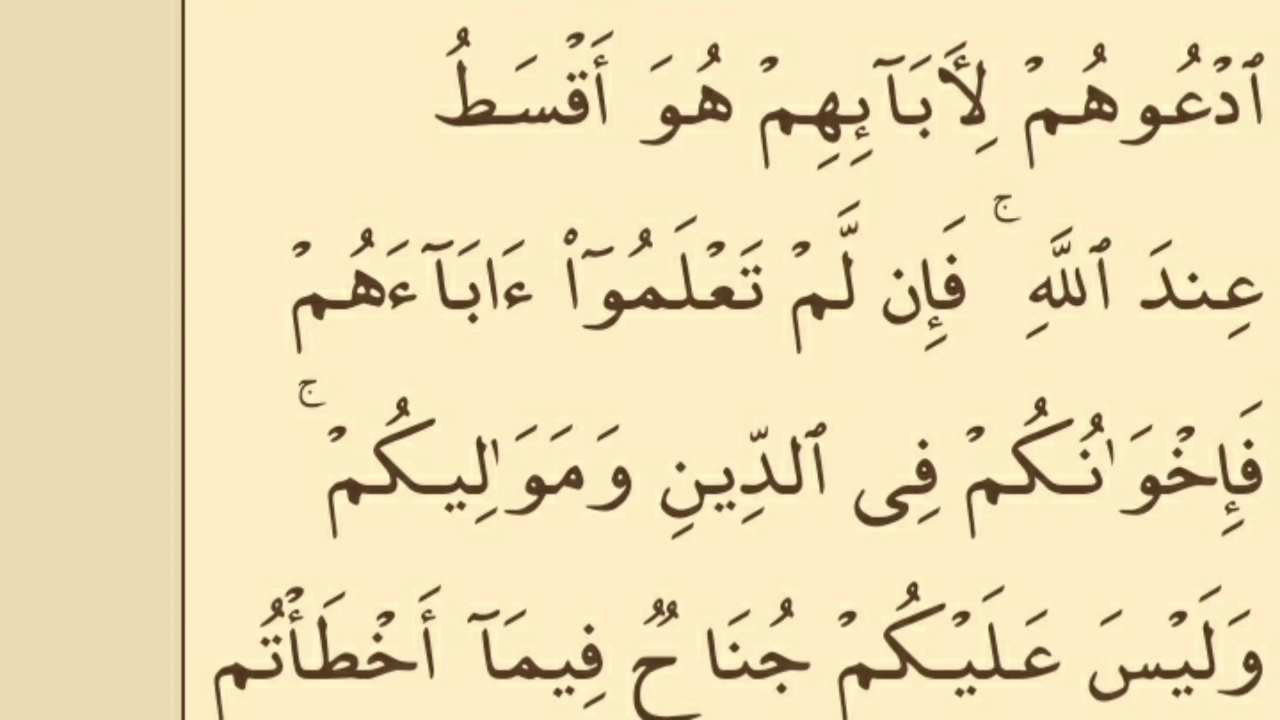 ٱدْعُوهُمْ لِأَبَآئِهِمْ هُوَ أَقْسَطُ
عِندَ ٱللَّهِ ۚ فَإِن لَّمْ تَعْلَمُوٓا۟ ءَابَآءَهُمْ
فَإِخْوَٰنُكُمْ فِى ٱلدِّينِ وَمَوَٰلِيكُمْ ۚ
وَلَيْسَ عَلَيْكُمْ جُنَاحٌ فِيمَآ أَخْطَأْتُم